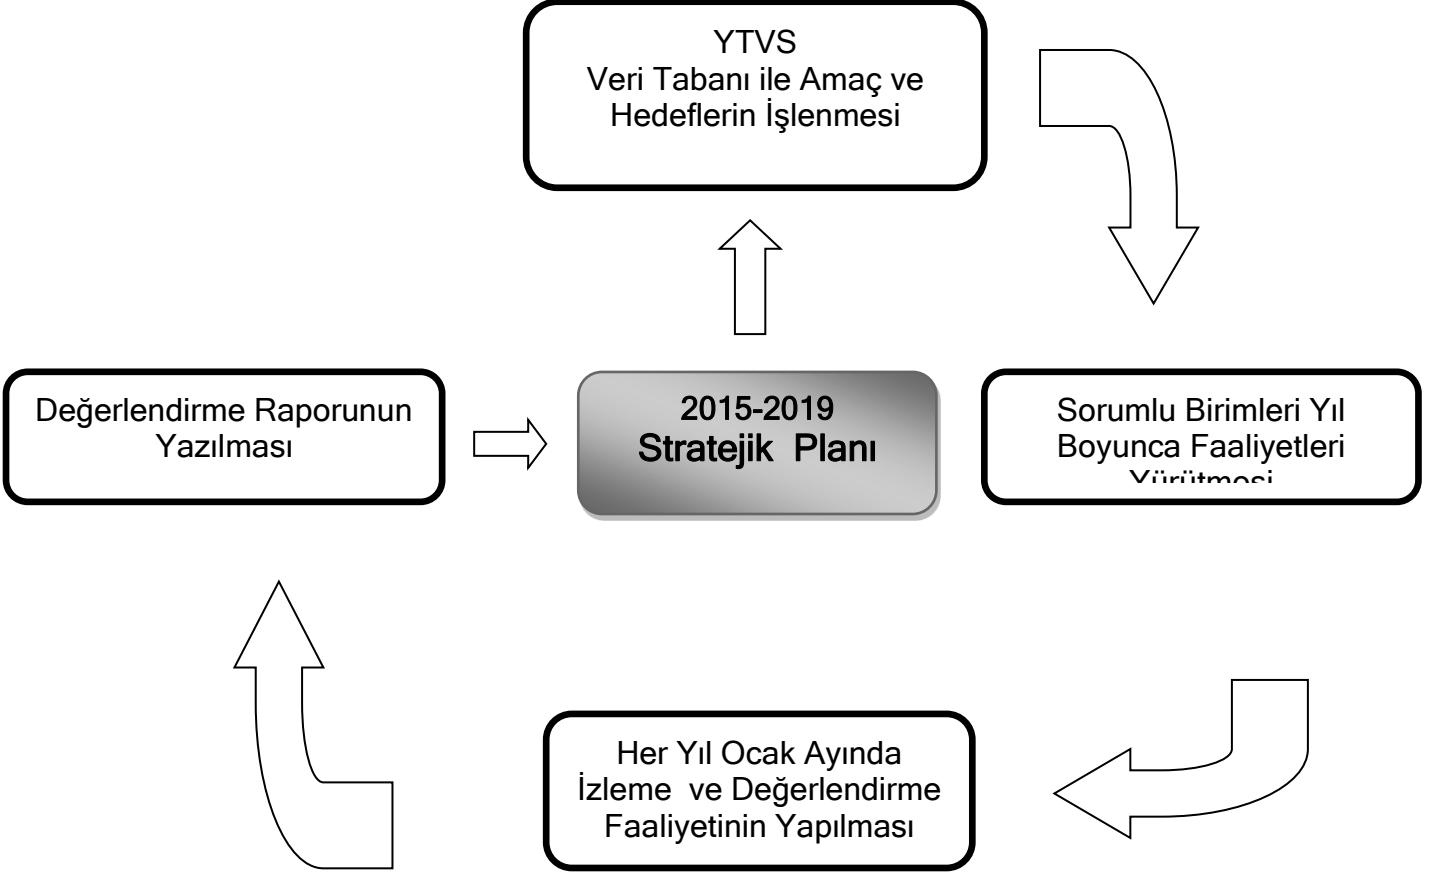 YTVS
Veri Tabanı ile Amaç ve
Hedeflerin İşlenmesi
Değerlendirme Raporunun
Yazılması
2015-2019
Stratejik Planı
Sorumlu Birimleri Yıl
Boyunca Faaliyetleri
Yürütmesi
Her Yıl Ocak Ayında
İzleme ve Değerlendirme
Faaliyetinin Yapılması